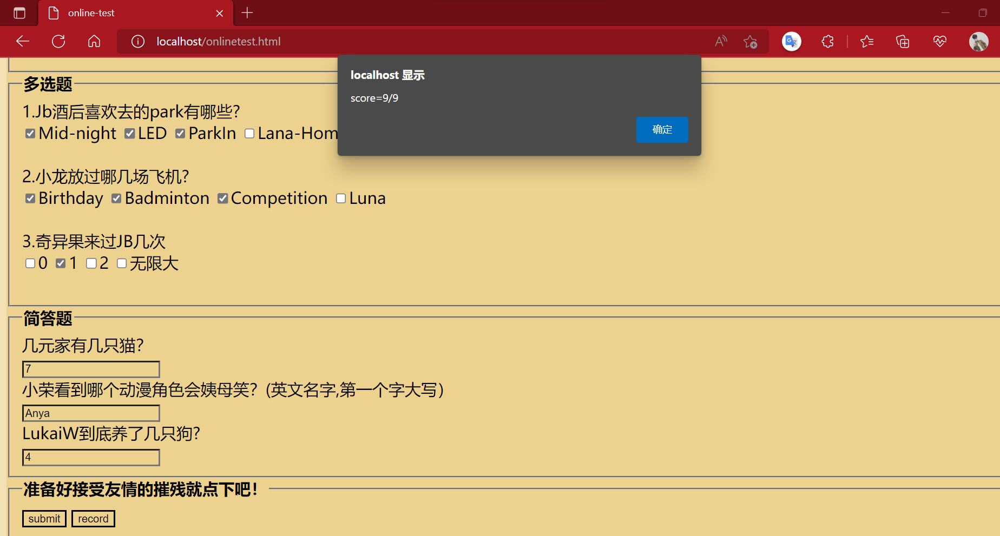 online-test
localhost/onlinetest.html
localhost 显示
score=9/9
确定
多选题
1.Jb酒后喜欢去的park有哪些?
Mid-night LED ParkIn Lana-Hom
2.小龙放过哪几场飞机?
Birthday Badminton Competition Luna
3.奇异果来过JB几次
0 1 2 无限大
简答题
几元家有几只猫?
7
小荣看到哪个动漫角色会姨母笑? (英文名字,第一个字大写)
Anya
LukaiW到底养了几只狗?
4
准备好接受友情的摧残就点下吧!
submit record